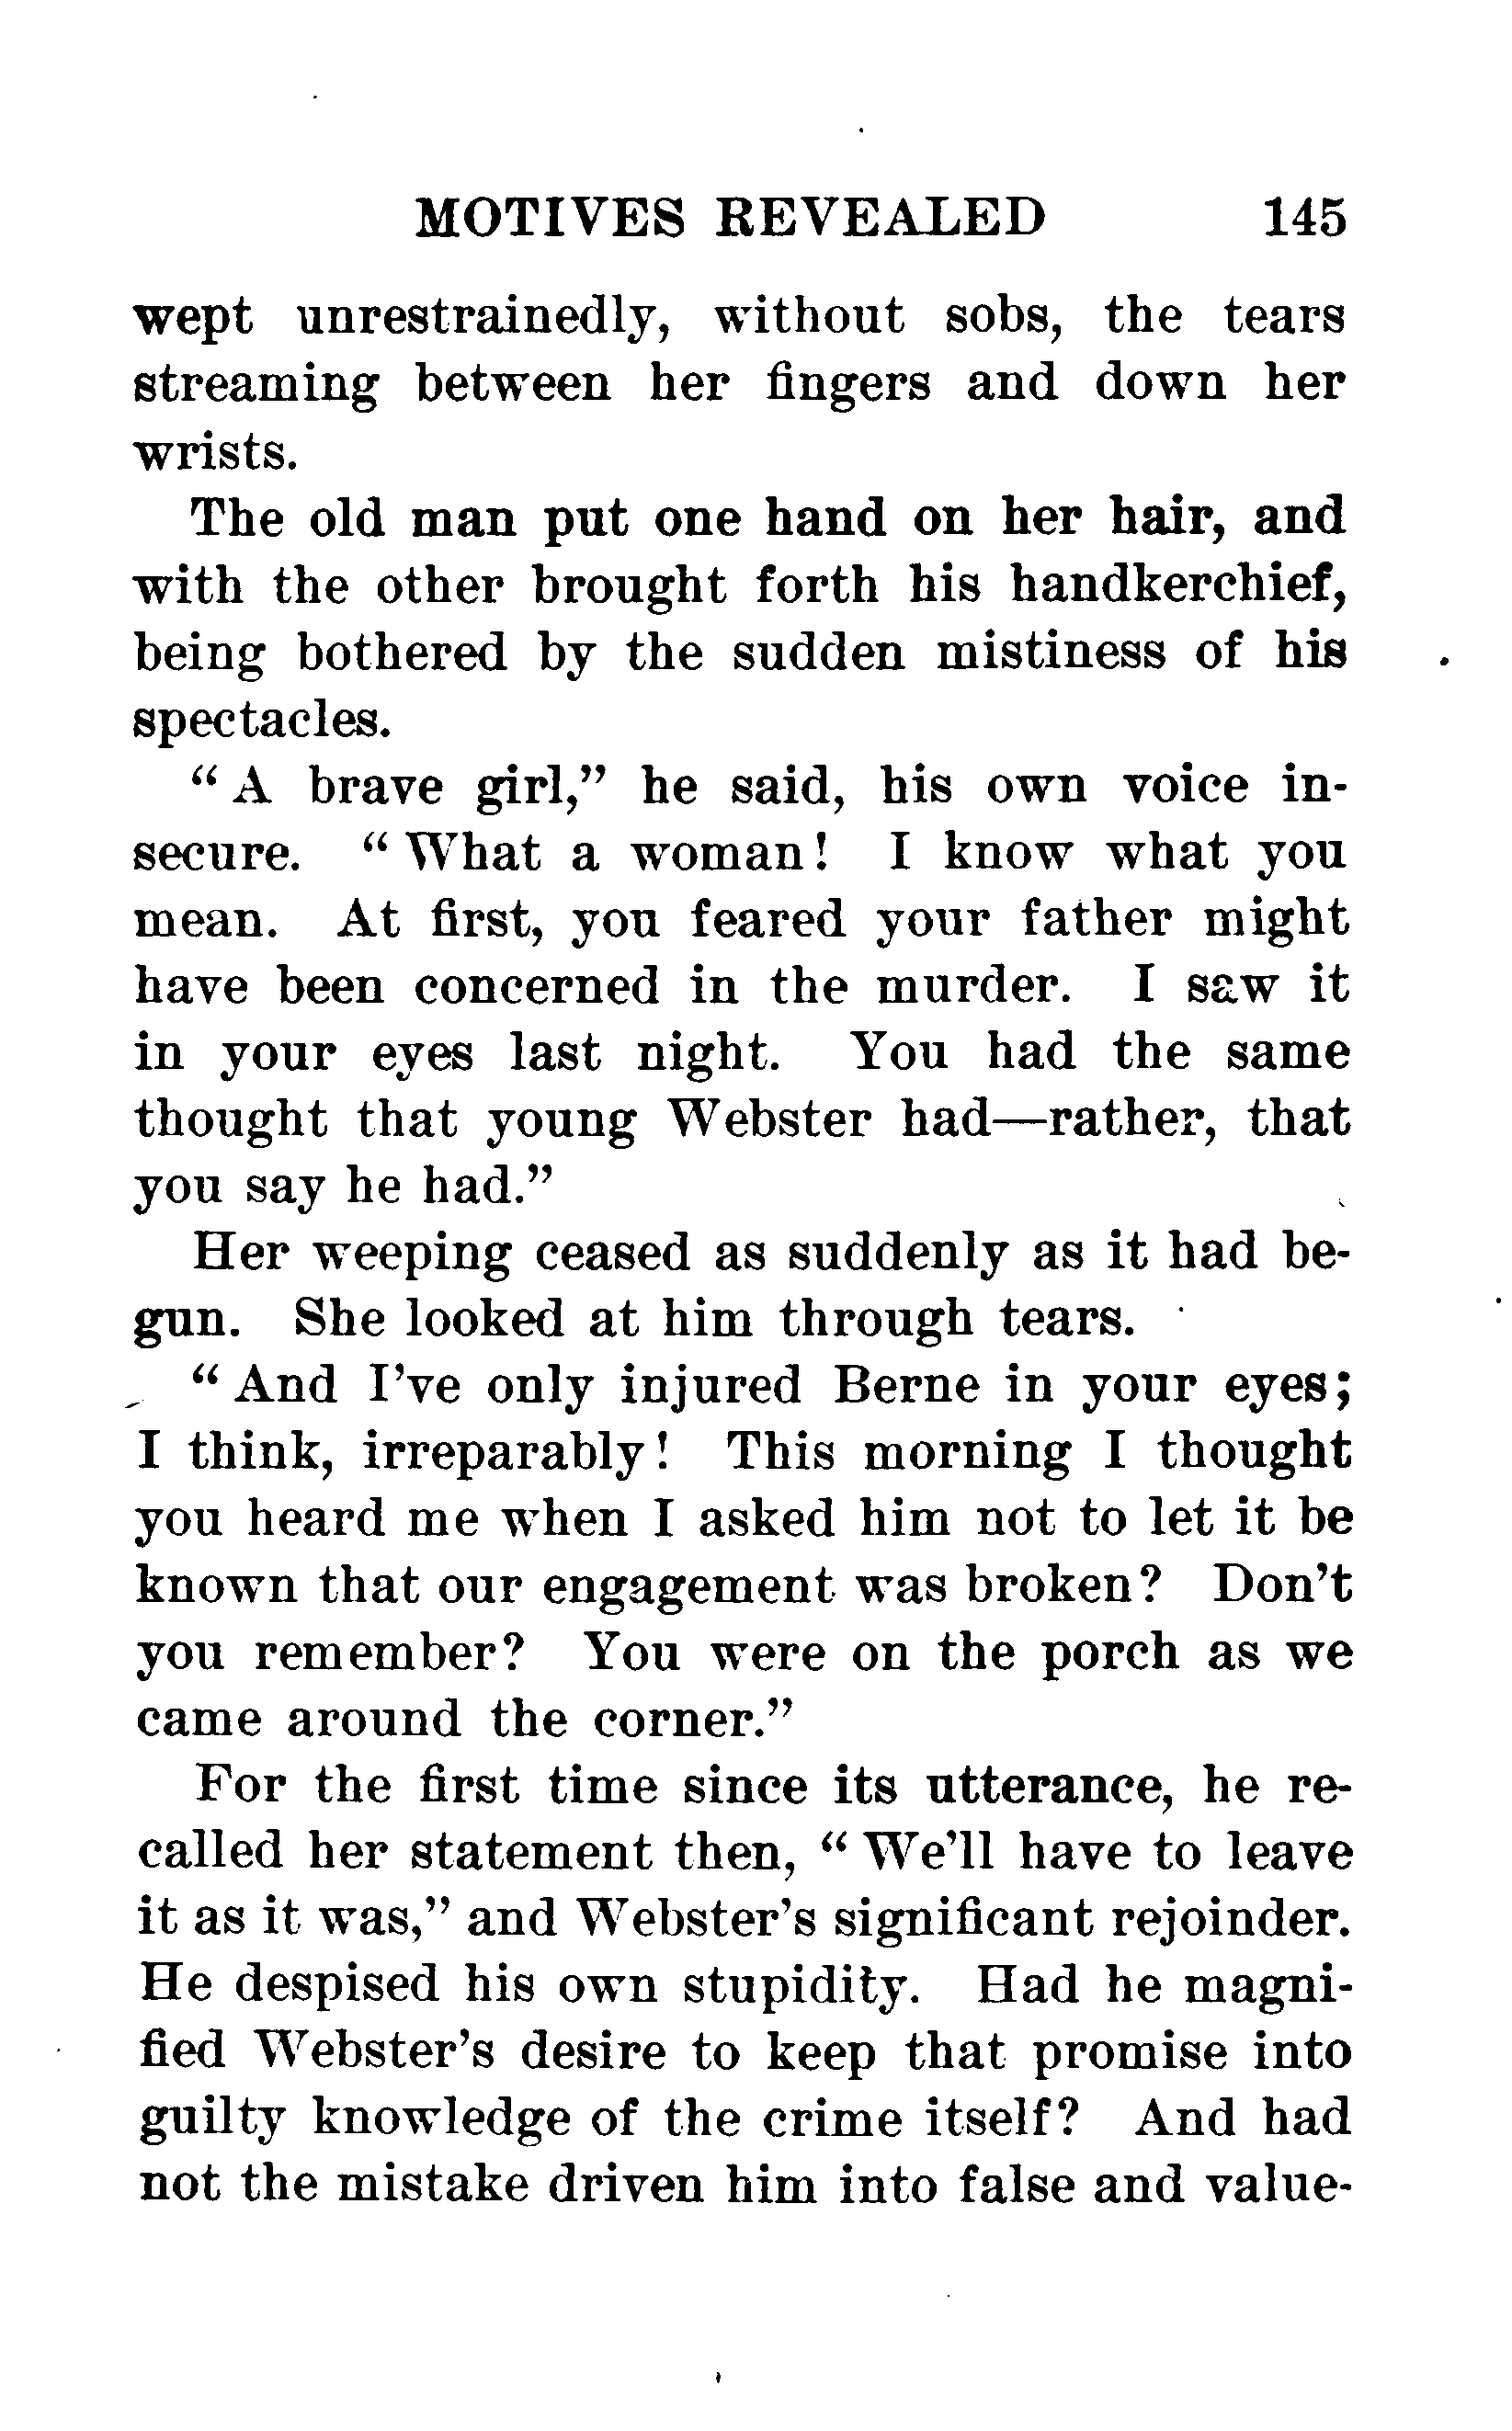 MOTIVES REVEALED 145
wept unrestrainedly, without sobs, the tears
streaming between her fingers and down her
wrists.
The old man put one hand on her hair, and
with the other brought forth his handkerchief,
being bothered by the sudden mistiness of his
spectacles.
“ A brave girl,” he said, his own voice in-
secure. “ What a woman! I know what you
mean. At first, you feared your father might
have been concerned in the murder. I saw it
in your eyes last night. You had the same
thought that young Webster had—rather, that
you say he had.”
Her weeping ceased as suddenly as it had be-
gun. She looked at him through tears.
“ And I’ve only injured Berne in your eyes;
I think, irreparably! This morning I thought
you heard me when I asked him not to let it be
known that our engagement was broken? Don’t
you remember? You were on the porch as we
came around the corner.”
For the first time since its utterance, he re-
called her statement then, “ We’ll have to leave
it as it was,” and Webster’s significant rejoinder.
He despised his own stupidity. Had he magni-
fied Webster’s desire to keep that promise into
guilty knowledge of the crime itself? And had
not the mistake driven him into false and value-